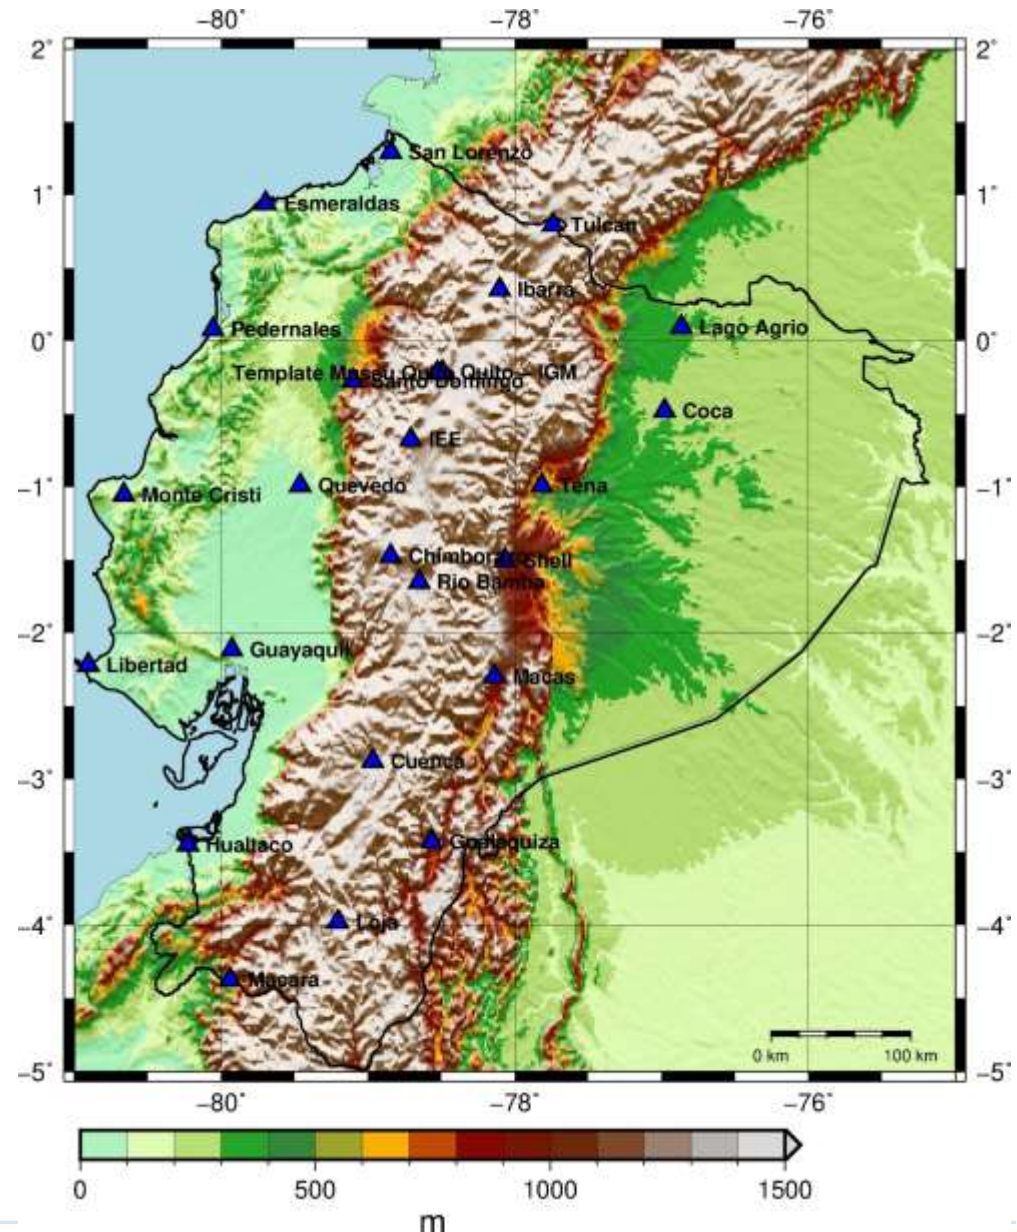 −80˚ −78˚ −76˚
2˚ 2˚
San Lorenzo
1˚ 1˚
Esmeraldas
Tulcan
Ibarra
Pedernales
Lago Agrio
0˚ 0˚
Template Museu Quito − IGM
Santo Domingo
Coca
IEE
−1˚ −1˚
Quevedo
Tena
Monte Cristi
Chimborazo
Shell
Rio Bamba
−2˚ −2˚
Guayaquil
Libertad
Macas
Cuenca
−3˚ −3˚
Hualtaco
Gualaquiza
−4˚ −4˚
Loja
Macara
0 km 100 km
−5˚ −5˚
−80˚ −78˚ −76˚
0 500 1000 1500
m